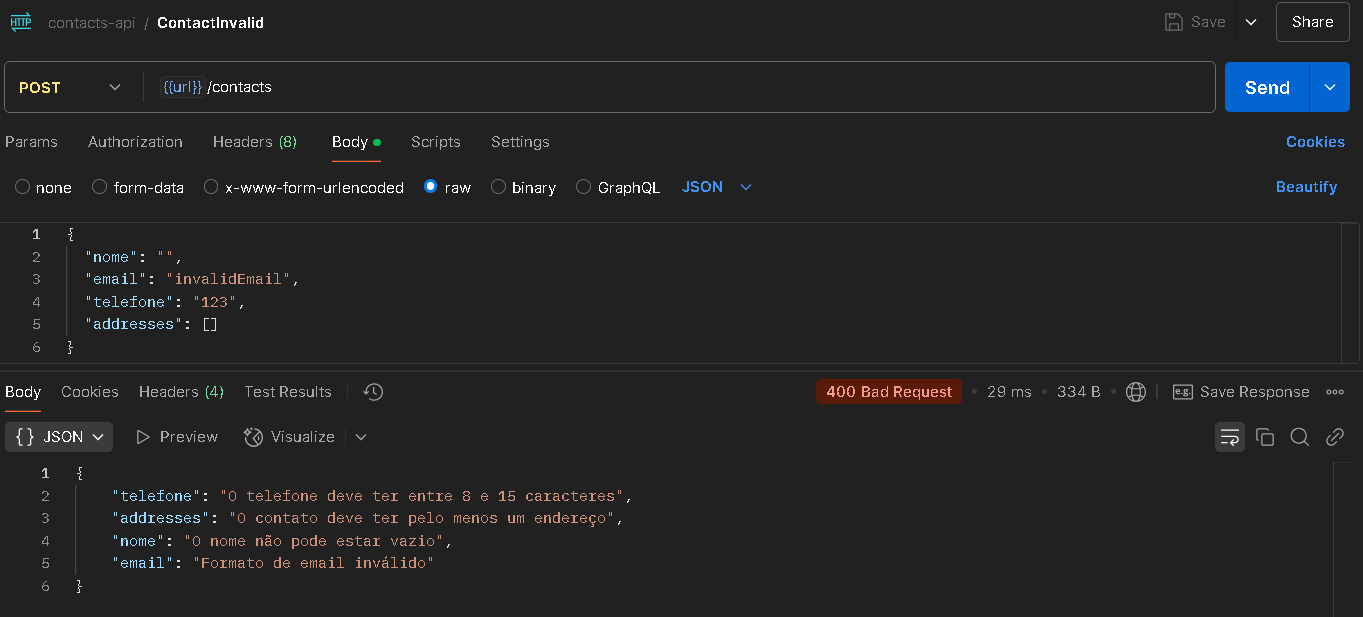 HTTP contacts-api / ContactInvalid Save Share
POST {{url}}/contacts Send
Params Authorization Headers (8) Body Scripts Settings Cookies
none form-data x-www-form-urlencoded raw binary GraphQL JSON Beautify
1 {
2 "nome": "",
3 "email": "invalidEmail",
4 "telefone": "123",
5 "addresses": []
6 }
Body Cookies Headers (4) Test Results 400 Bad Request • 29 ms • 334 B • e.g. Save Response
{} JSON Preview Visualize
1 {
2 "telefone": "O telefone deve ter entre 8 e 15 caracteres",
3 "addresses": "O contato deve ter pelo menos um endereço",
4 "nome": "O nome não pode estar vazio",
5 "email": "Formato de email inválido"
6 }